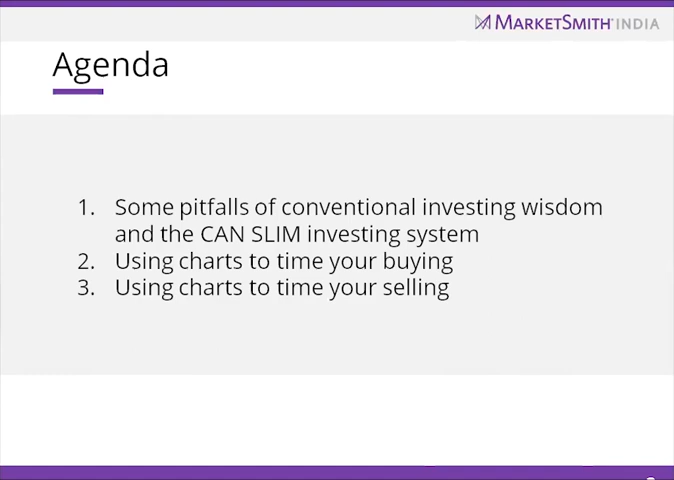 MARKETSMITH INDIA
Agenda
1. Some pitfalls of conventional investing wisdom
and the CAN SLIM investing system
2. Using charts to time your buying
3. Using charts to time your selling